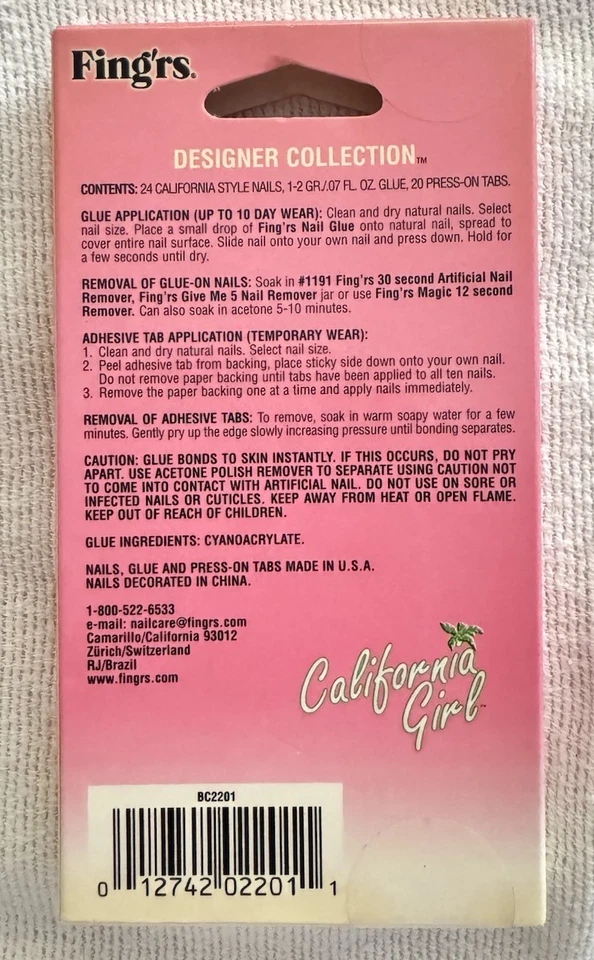 Fing'rs®
DESIGNER COLLECTION™
CONTENTS: 24 CALIFORNIA STYLE NAILS, 1-2 GR./.07 FL. OZ. GLUE, 20 PRESS-ON TABS.
GLUE APPLICATION (UP TO 10 DAY WEAR): Clean and dry natural nails. Select
nail size. Place a small drop of Fing'rs Nail Glue onto natural nail, spread to
cover entire nail surface. Slide nail onto your own nail and press down. Hold for
a few seconds until dry.
REMOVAL OF GLUE-ON NAILS: Soak in #1191 Fing'rs 30 second Artificial Nail
Remover, Fing'rs Give Me 5 Nail Remover jar or use Fing'rs Magic 12 second
Remover. Can also soak in acetone 5-10 minutes.
ADHESIVE TAB APPLICATION (TEMPORARY WEAR):
1. Clean and dry natural nails. Select nail size.
2. Peel adhesive tab from backing, place sticky side down onto your own nail.
Do not remove paper backing until tabs have been applied to all ten nails.
3. Remove the paper backing one at a time and apply nails immediately.
REMOVAL OF ADHESIVE TABS: To remove, soak in warm soapy water for a few
minutes. Gently pry up the edge slowly increasing pressure until bonding separates.
CAUTION: GLUE BONDS TO SKIN INSTANTLY. IF THIS OCCURS, DO NOT PRY
APART. USE ACETONE POLISH REMOVER TO SEPARATE USING CAUTION NOT
TO COME INTO CONTACT WITH ARTIFICIAL NAIL. DO NOT USE ON SORE OR
INFECTED NAILS OR CUTICLES. KEEP AWAY FROM HEAT OR OPEN FLAME.
KEEP OUT OF REACH OF CHILDREN.
GLUE INGREDIENTS: CYANOACRYLATE.
NAILS, GLUE AND PRESS-ON TABS MADE IN U.S.A.
NAILS DECORATED IN CHINA.
1-800-522-6533
e-mail: nailcare@fingrs.com
Camarillo/California 93012
Zürich/Switzerland
RJ/Brazil
www.fingrs.com
California
Girl™
BC2201
0 12742 02201 1